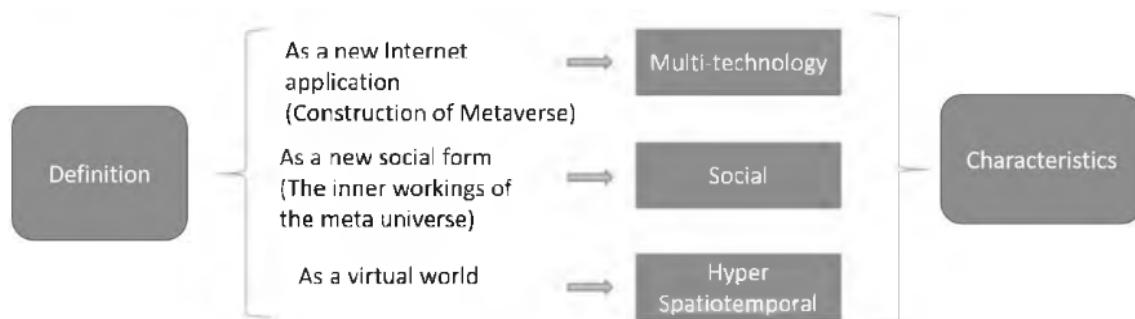 Definition
As a new Internet
application
(Construction of Metaverse)
As a new social form
(The inner workings of
the meta universe)
As a virtual world
Multi-technology
Social
Hyper
Spatiotemporal
Characteristics